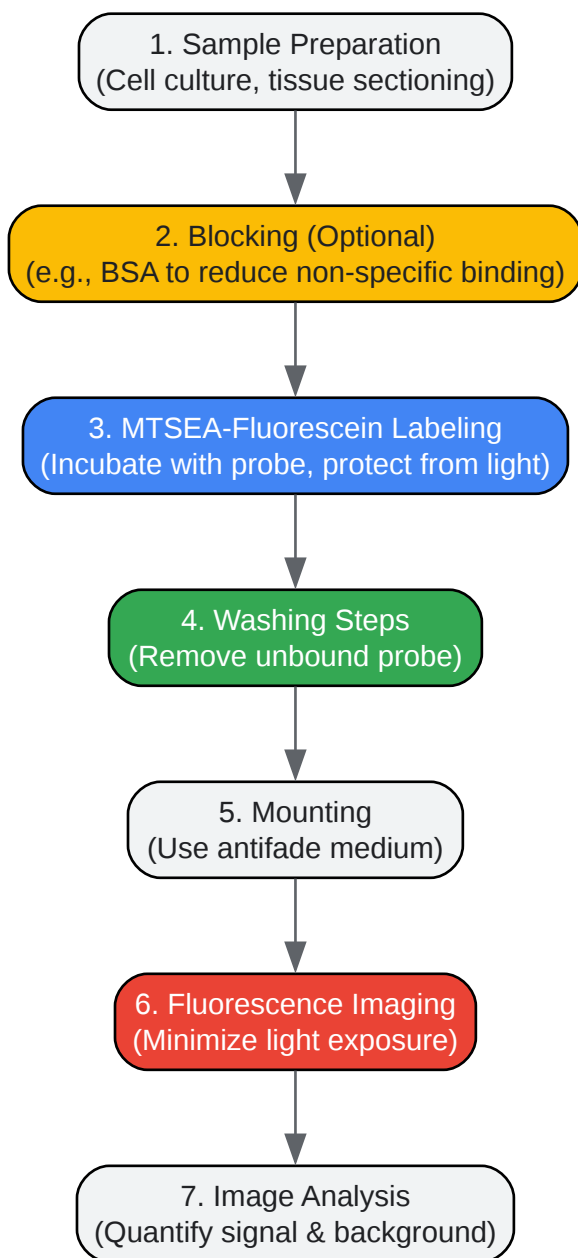 1. Sample Preparation
(Cell culture, tissue sectioning)
2. Blocking (Optional)
(e.g., BSA to reduce non-specific binding)
3. MTSEA-Fluorescein Labeling
(Incubate with probe, protect from light)
4. Washing Steps
(Remove unbound probe)
5. Mounting
(Use antifade medium)
6. Fluorescence Imaging
(Minimize light exposure)
7. Image Analysis
(Quantify signal & background)